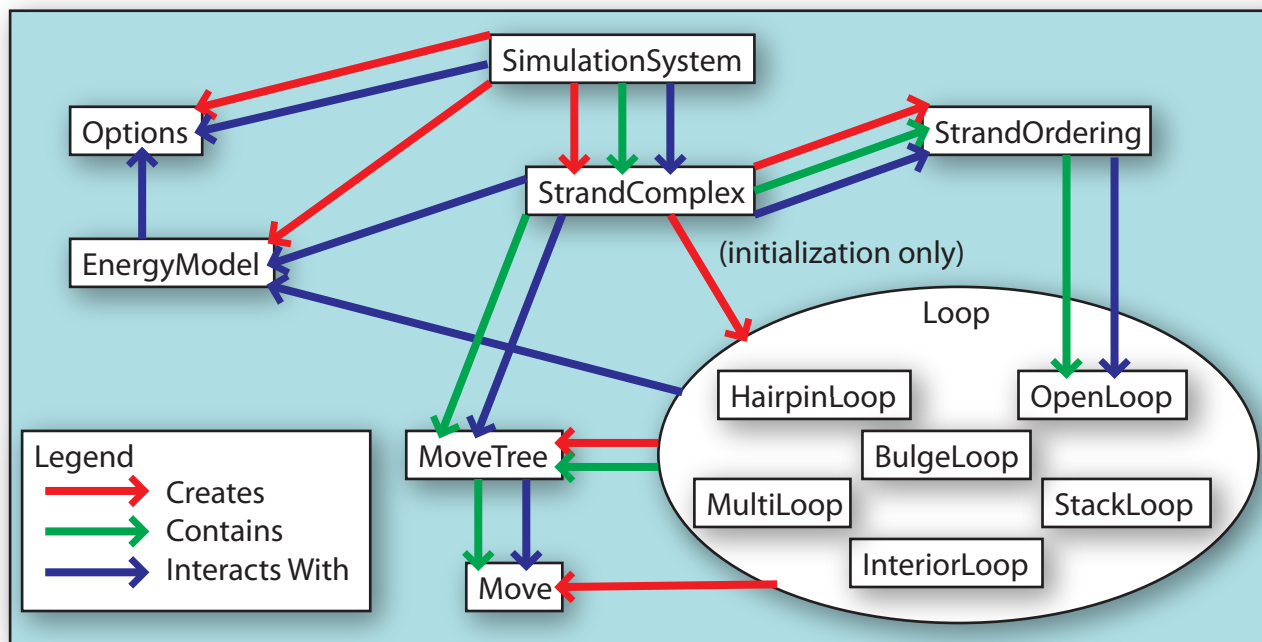 SimulationSystem
Options
StrandOrdering
StrandComplex
EnergyModel
(initialization only)
Loop
HairpinLoop
OpenLoop
MoveTree
BulgeLoop
MultiLoop
StackLoop
InteriorLoop
Move
Legend
Creates
Contains
Interacts With